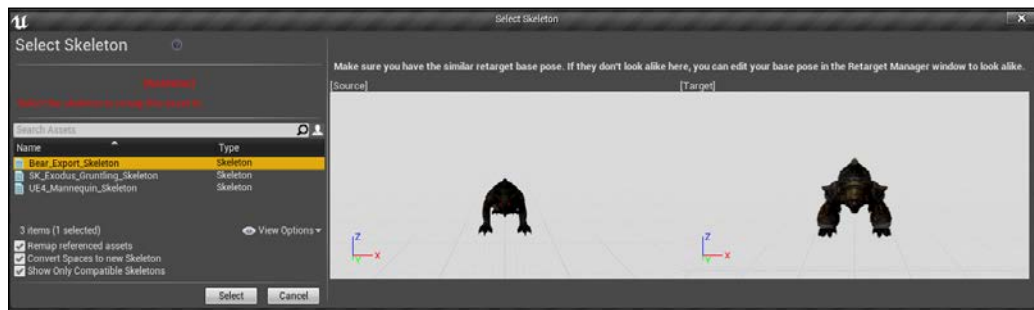 Select Skeleton
Select Skeleton
Make sure you have the similar retarget base pose. If they don't look alike here, you can edit your base pose in the Retarget Manager window to look alike.
[Source]
[Target]
Search Assets
Name
Type
Bear_Export_Skeleton
Skeleton
SK_Exodus_Gruntling_Skeleton
Skeleton
UE4_Mannequin_Skeleton
Skeleton
3 items (1 selected)
View Options
Remap referenced assets
Convert Spaces to new Skeleton
Show Only Compatible Skeletons
Select
Cancel
Z
X
Y
Z
X
Y